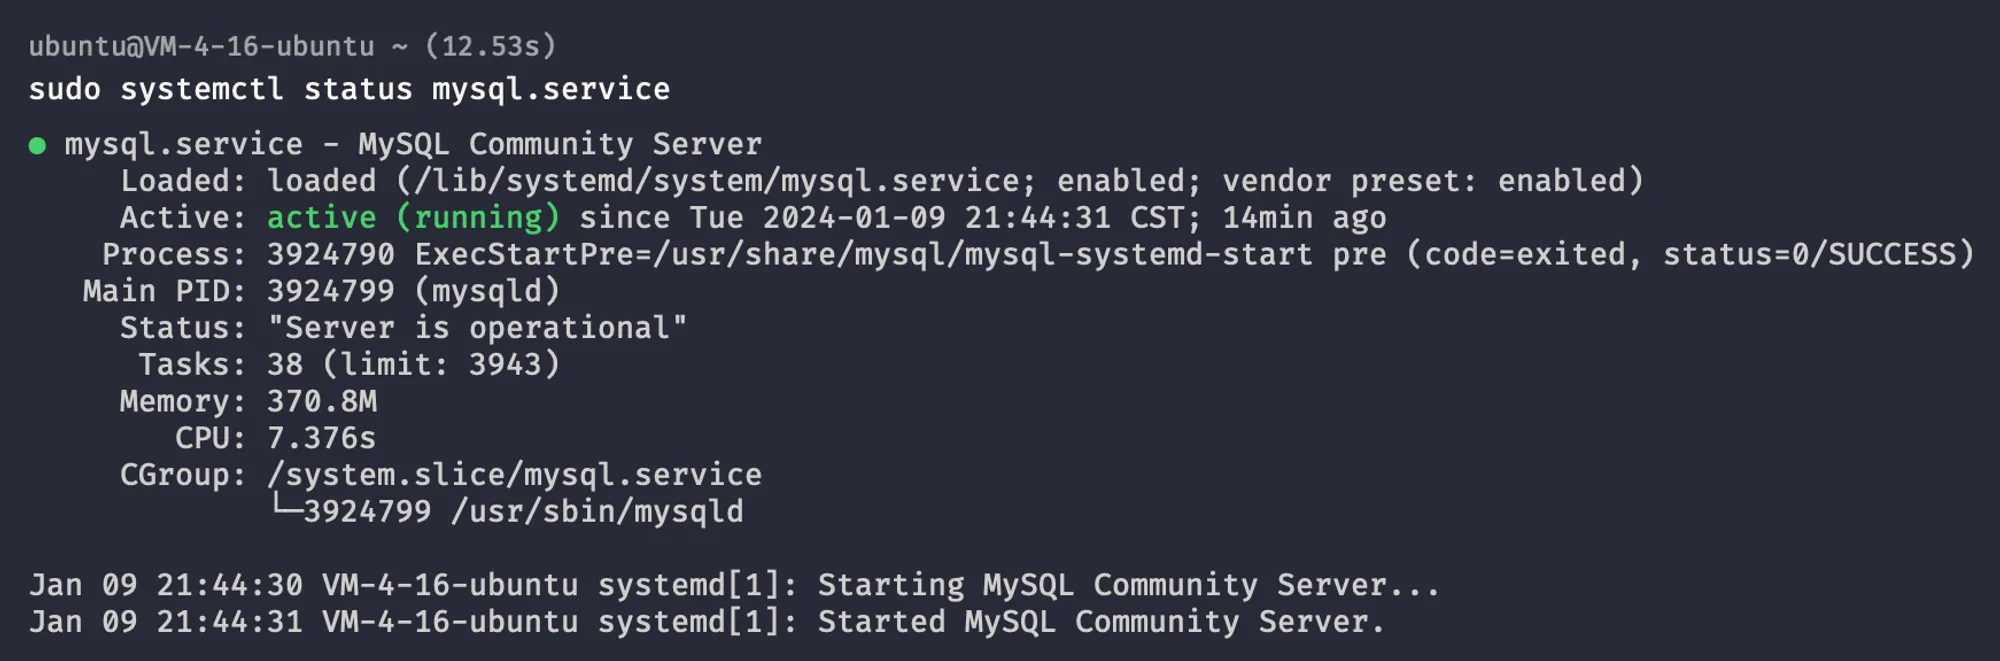 ubuntu@VM-4-16-ubuntu ~ (12.53s)
sudo systemctl status mysql.service
● mysql.service - MySQL Community Server
     Loaded: loaded (/lib/systemd/system/mysql.service; enabled; vendor preset: enabled)
     Active: active (running) since Tue 2024-01-09 21:44:31 CST; 14min ago
    Process: 3924790 ExecStartPre=/usr/share/mysql/mysql-systemd-start pre (code=exited, status=0/SUCCESS)
   Main PID: 3924799 (mysqld)
     Status: "Server is operational"
      Tasks: 38 (limit: 3943)
     Memory: 370.8M
        CPU: 7.376s
     CGroup: /system.slice/mysql.service
             └─3924799 /usr/sbin/mysqld
Jan 09 21:44:30 VM-4-16-ubuntu systemd[1]: Starting MySQL Community Server...
Jan 09 21:44:31 VM-4-16-ubuntu systemd[1]: Started MySQL Community Server.